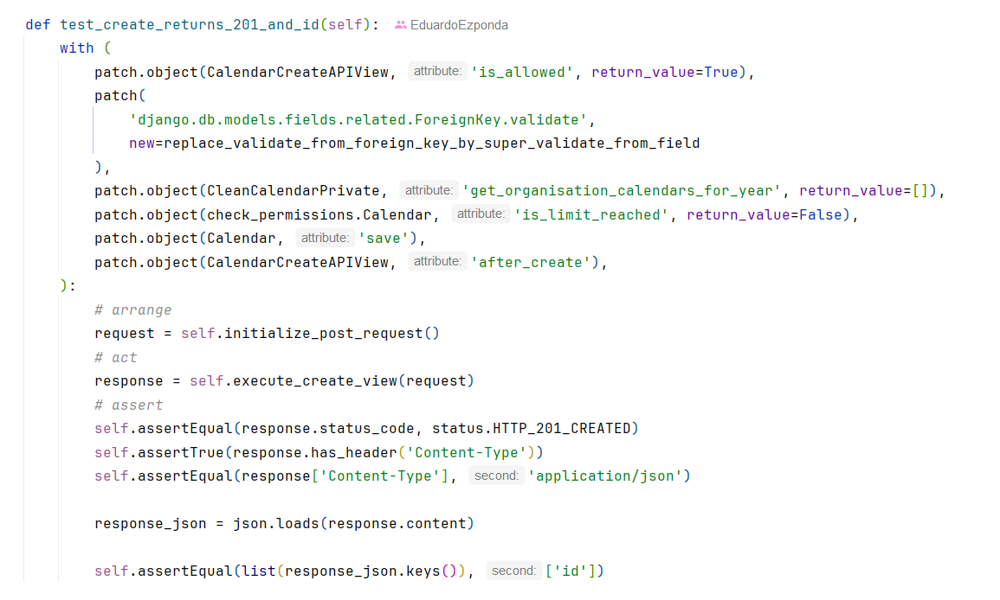 def test_create_returns_201_and_id(self): EduardoEzponda
with (
patch.object(CalendarCreateAPIView, attribute: 'is_allowed', return_value=True),
patch(
'django.db.models.fields.related.ForeignKey.validate',
new=replace_validate_from_foreign_key_by_super_validate_from_field
),
patch.object(CleanCalendarPrivate, attribute: 'get_organisation_calendars_for_year', return_value=[]),
patch.object(check_permissions.Calendar, attribute: 'is_limit_reached', return_value=False),
patch.object(Calendar, attribute: 'save'),
patch.object(CalendarCreateAPIView, attribute: 'after_create'),
):
# arrange
request = self.initialize_post_request()
# act
response = self.execute_create_view(request)
# assert
self.assertEqual(response.status_code, status.HTTP_201_CREATED)
self.assertTrue(response.has_header('Content-Type'))
self.assertEqual(response['Content-Type'], second: 'application/json')
response_json = json.loads(response.content)
self.assertEqual(list(response_json.keys()), second: ['id'])